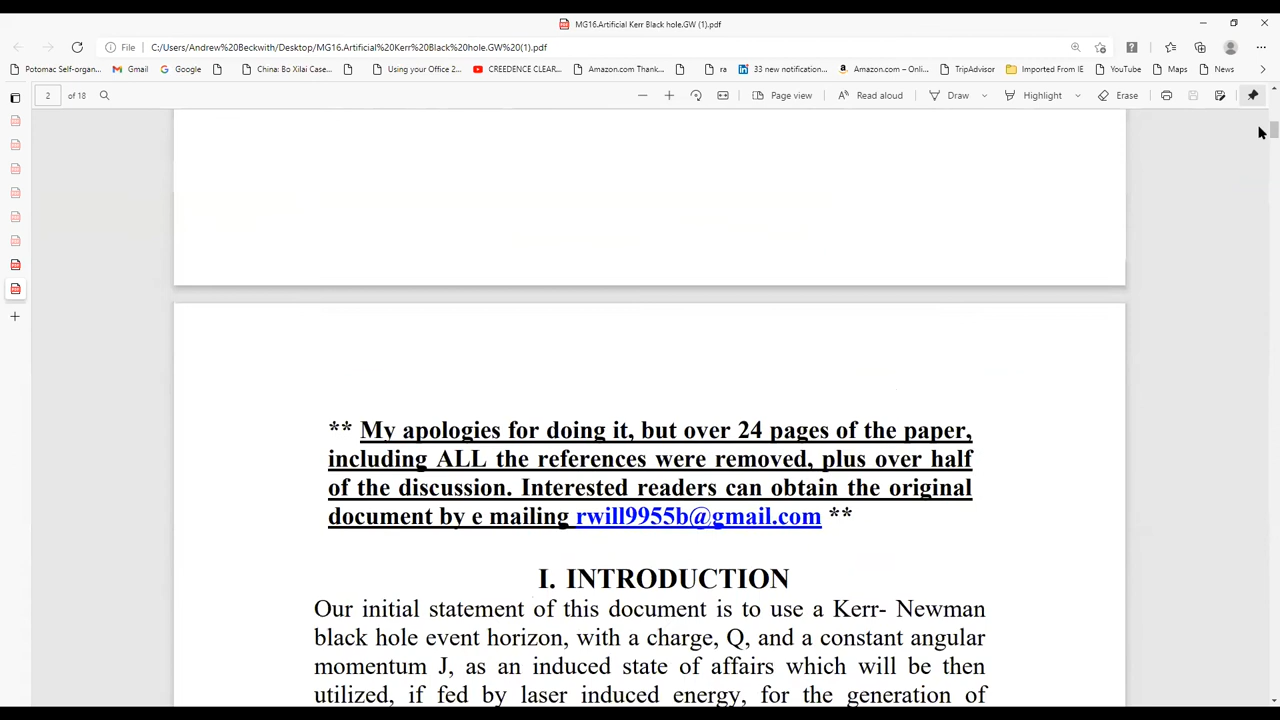 MG16.Artificial Kerr Black hole.GW (1).pdf
File C:/Users/Andrew%20Beckwith/Desktop/MG16.Artificial%20Kerr%20Black%20hole.GW%20(1).pdf
Potomac Self-organ... Gmail Google China: Bo Xilai Case... Using your Office 2... CREEDENCE CLEAR... Amazon.com Thank... ra 33 new notification... Amazon.com – Onli... TripAdvisor Imported From IE YouTube Maps News
2 of 18 Page view Read aloud Draw Highlight Erase
** My apologies for doing it, but over 24 pages of the paper,
including ALL the references were removed, plus over half
of the discussion. Interested readers can obtain the original
document by e mailing rwill9955b@gmail.com **
I. INTRODUCTION
Our initial statement of this document is to use a Kerr- Newman
black hole event horizon, with a charge, Q, and a constant angular
momentum J, as an induced state of affairs which will be then
utilized, if fed by laser induced energy, for the generation of